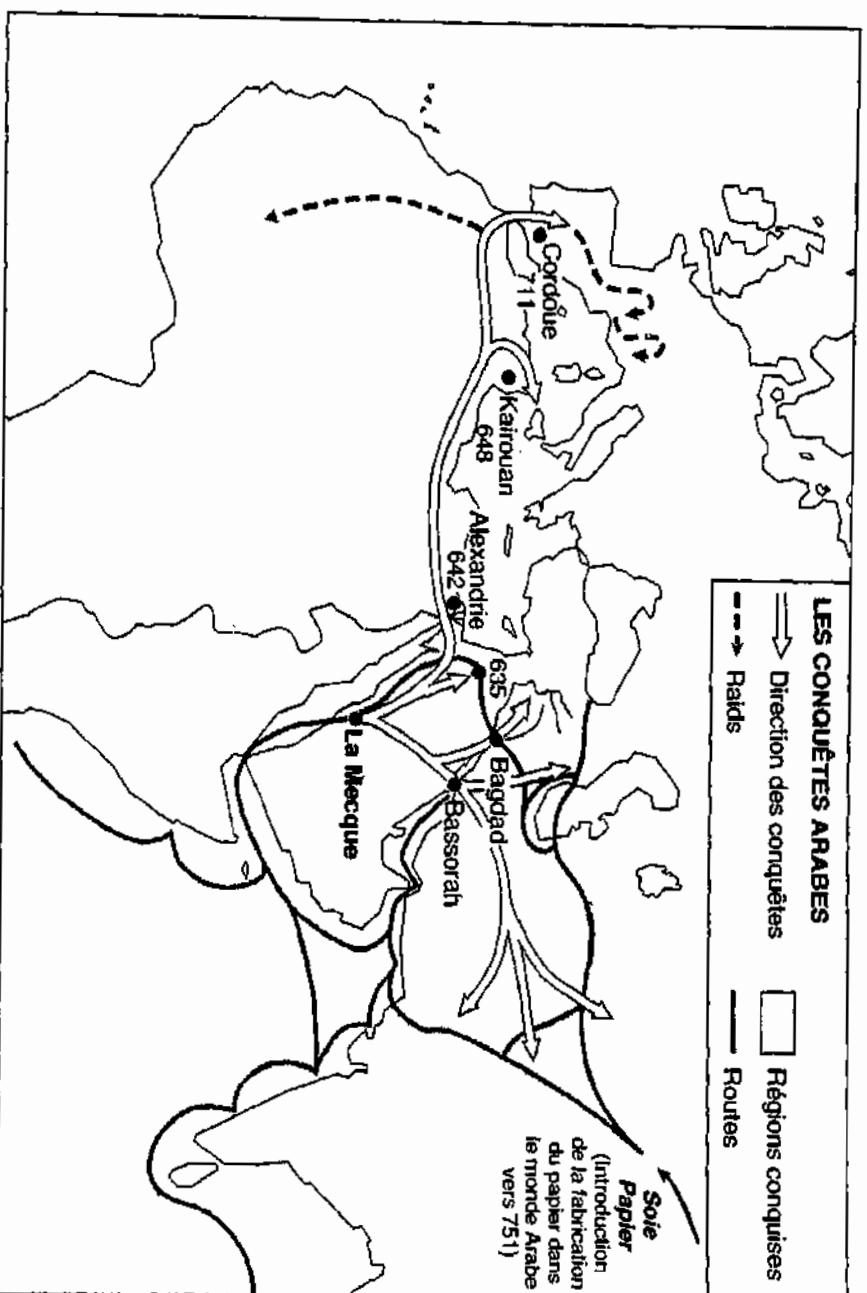 LES CONQUÊTES ARABES
Direction des conquêtes
Régions conquises
Raids
Routes
Cordoue
711
Kairouan
648
Alexandrie
642
635
Bagdad
Bassorah
La Mecque
Soie
Papier
(Introduction
de la fabrication
du papier dans
le monde Arabe
vers 751)